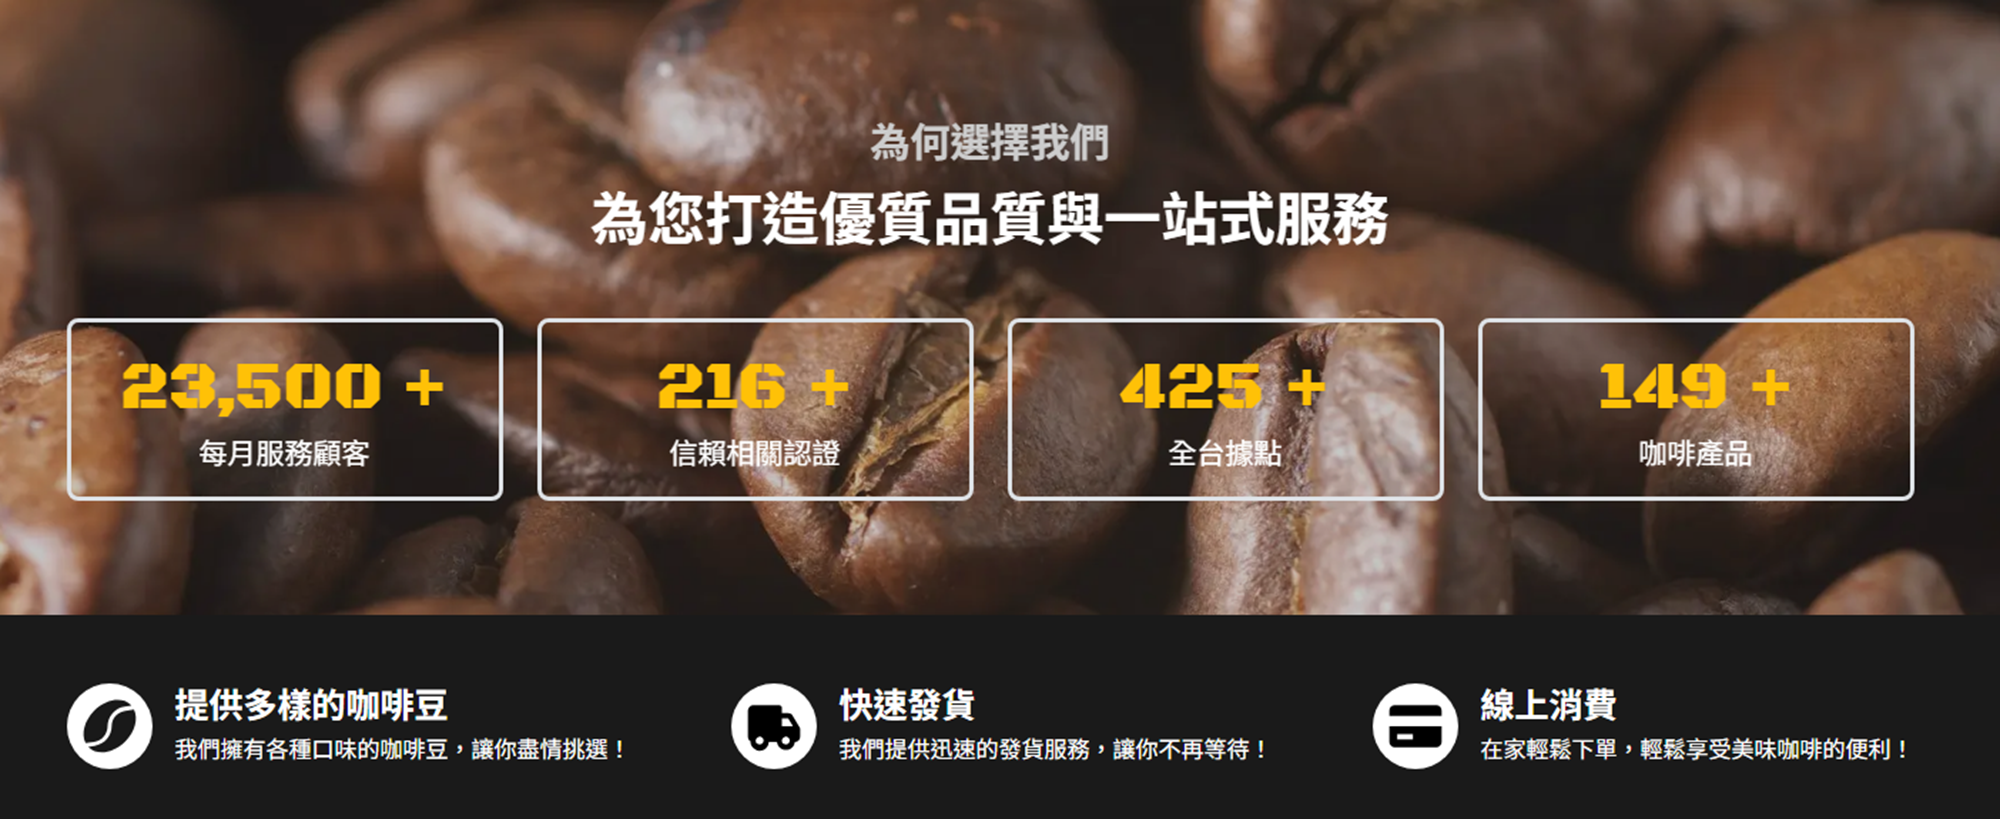 為何選擇我們
為您打造優質品質與一站式服務
23,500 +
每月服務顧客
216 +
信賴相關認證
425 +
全台據點
149 +
咖啡產品
提供多樣的咖啡豆
我們擁有各種口味的咖啡豆，讓你盡情挑選！
快速發貨
我們提供迅速的發貨服務，讓你不再等待！
線上消費
在家輕鬆下單，輕鬆享受美味咖啡的便利！